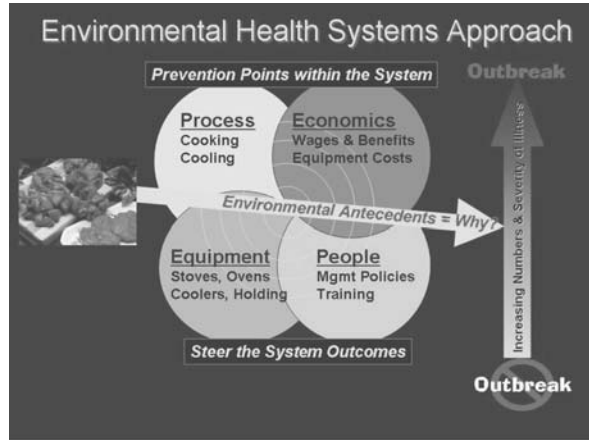 Environmental Health Systems Approach
Prevention Points within the System
Process
Cooking
Cooling
Economics
Wages & Benefits
Equipment Costs
Environmental Antecedents = Why?
Equipment
Stoves, Ovens
Coolers, Holding
People
Mgmt Policies
Training
Steer the System Outcomes
Outbreak
Increasing Numbers & Severity of Illness
Outbreak